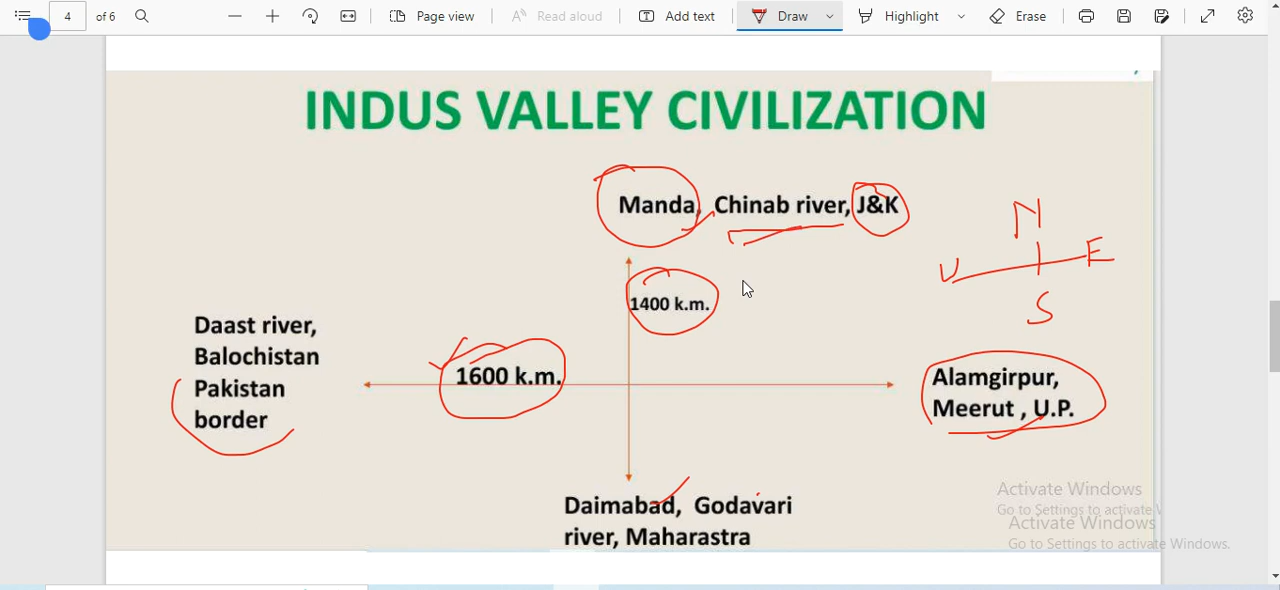 4 of 6 Page view Read aloud Add text Draw Highlight Erase
INDUS VALLEY CIVILIZATION
Manda, Chinab river, J&K
N
W E
S
1400 k.m.
Daast river,
Balochistan
Pakistan
border
1600 k.m.
Alamgirpur,
Meerut , U.P.
Daimabad, Godavari
river, Maharastra
Activate Windows
Go to Settings to activate W
Activate Windows
Go to Settings to activate Windows.